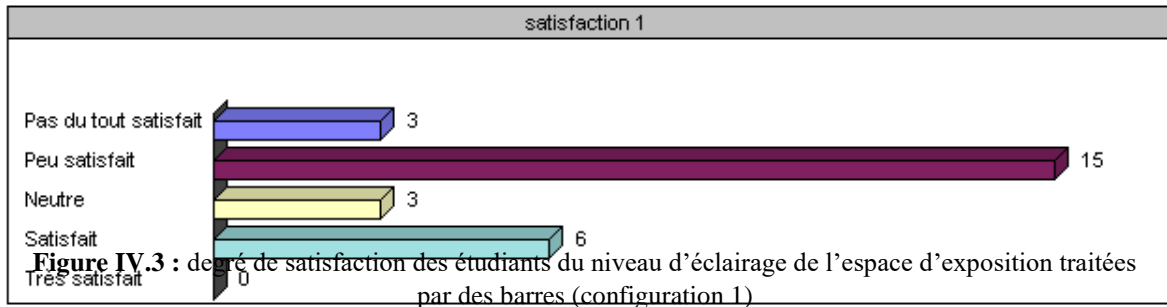 satisfaction 1
Pas du tout satisfait 3
Peu satisfait 15
Neutre 3
Satisfait 6
Très satisfait 0
Figure IV.3 : degré de satisfaction des étudiants du niveau d’éclairage de l’espace d’exposition traitées
par des barres (configuration 1)